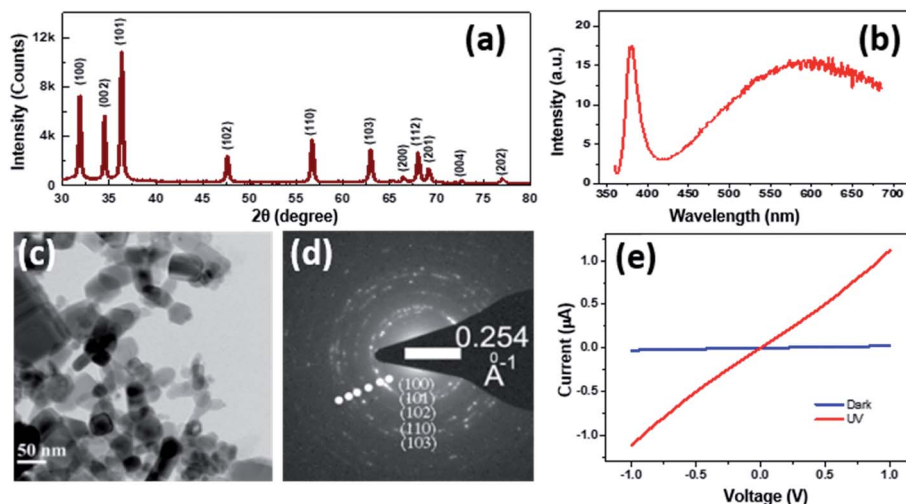 (a)
Intensity (Counts)
12k
8k
4k
0
(100)
(002)
(101)
(102)
(110)
(103)
(200)
(112)
(201)
(004)
(202)
30 35 40 45 50 55 60 65 70 75 80
2θ (degree)
(b)
Intensity (a.u.)
20
15
10
5
0
350 400 450 500 550 600 650 700
Wavelength (nm)
(c)
50 nm
(d)
0.254
Å⁻¹
(100)
(101)
(102)
(110)
(103)
(e)
Current (µA)
1.0
0.5
0.0
-0.5
-1.0
Dark
UV
-1.0 -0.5 0.0 0.5 1.0
Voltage (V)